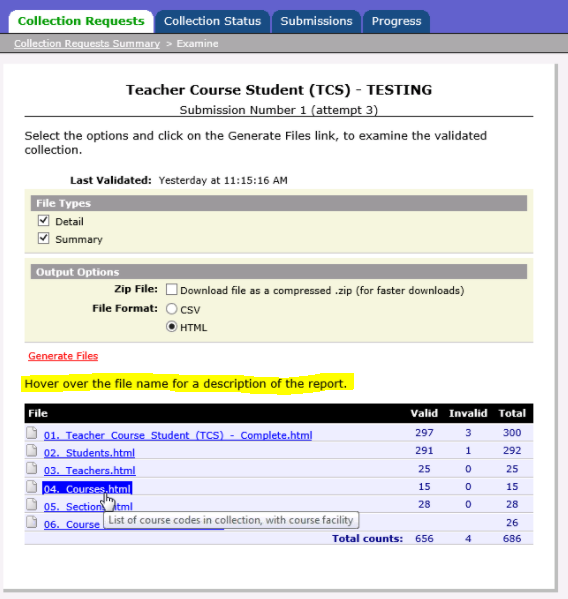 Collection Requests Collection Status Submissions Progress
Collection Requests Summary > Examine
Teacher Course Student (TCS) - TESTING
Submission Number 1 (attempt 3)
Select the options and click on the Generate Files link, to examine the validated
collection.
Last Validated: Yesterday at 11:15:16 AM
File Types
Detail
Summary
Output Options
Zip File: Download file as a compressed .zip (for faster downloads)
File Format: CSV
HTML
Generate Files
Hover over the file name for a description of the report.
File Valid Invalid Total
01. Teacher Course Student (TCS) - Complete.html 297 3 300
02. Students.html 291 1 292
03. Teachers.html 25 0 25
04. Courses.html 15 0 15
05. Section html 28 0 28
List of course codes in collection, with course facility
06. Course 26
Total counts: 656 4 686